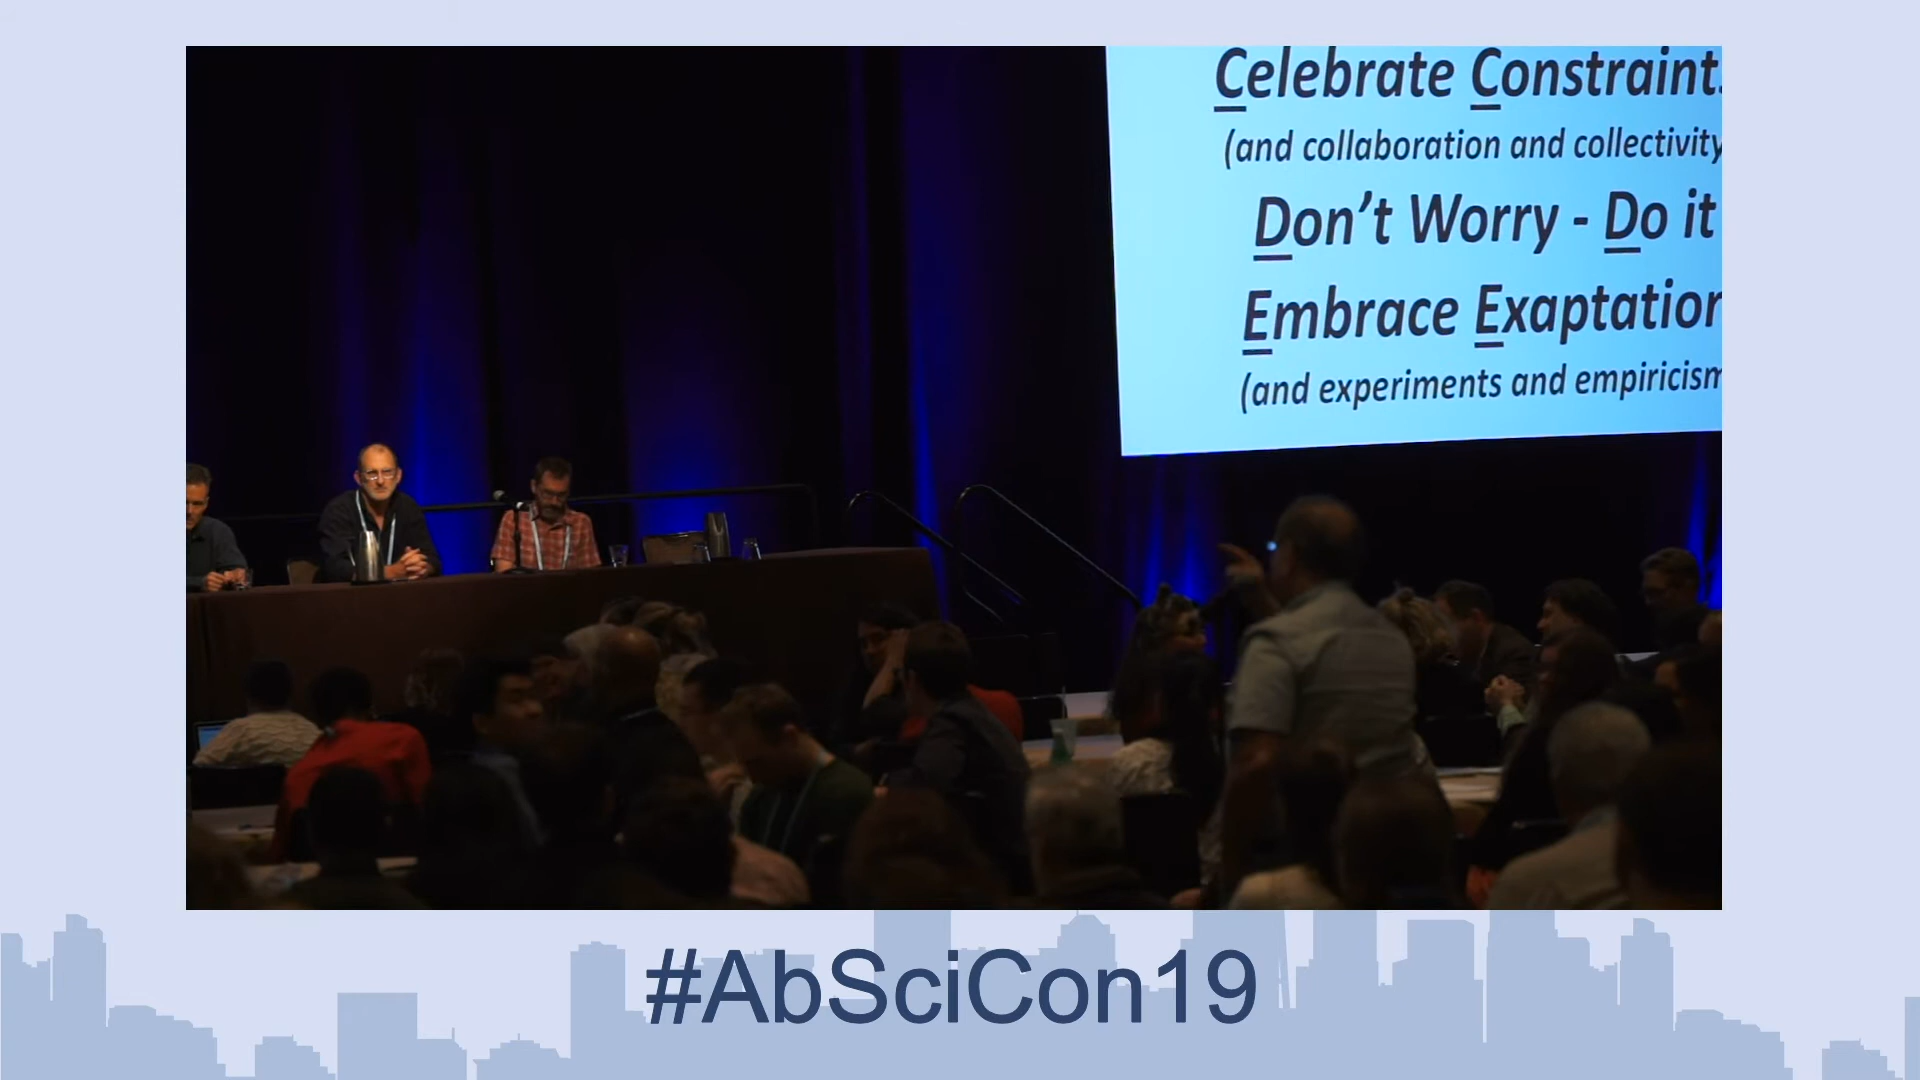 Celebrate Constraint
(and collaboration and collectivity
Don't Worry - Do it
Embrace Exaptation
(and experiments and empiricism
#AbSciCon19